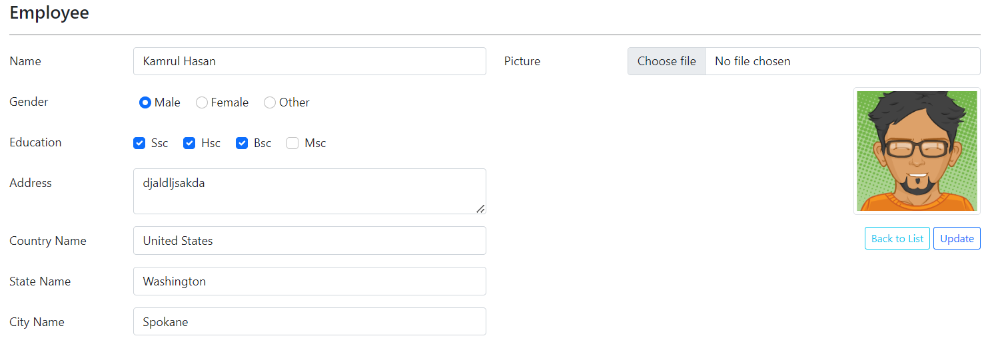 Employee
Name Kamrul Hasan
Picture Choose file No file chosen
Gender Male Female Other
Education Ssc Hsc Bsc Msc
Address djaldljsakda
Country Name United States
Back to List Update
State Name Washington
City Name Spokane